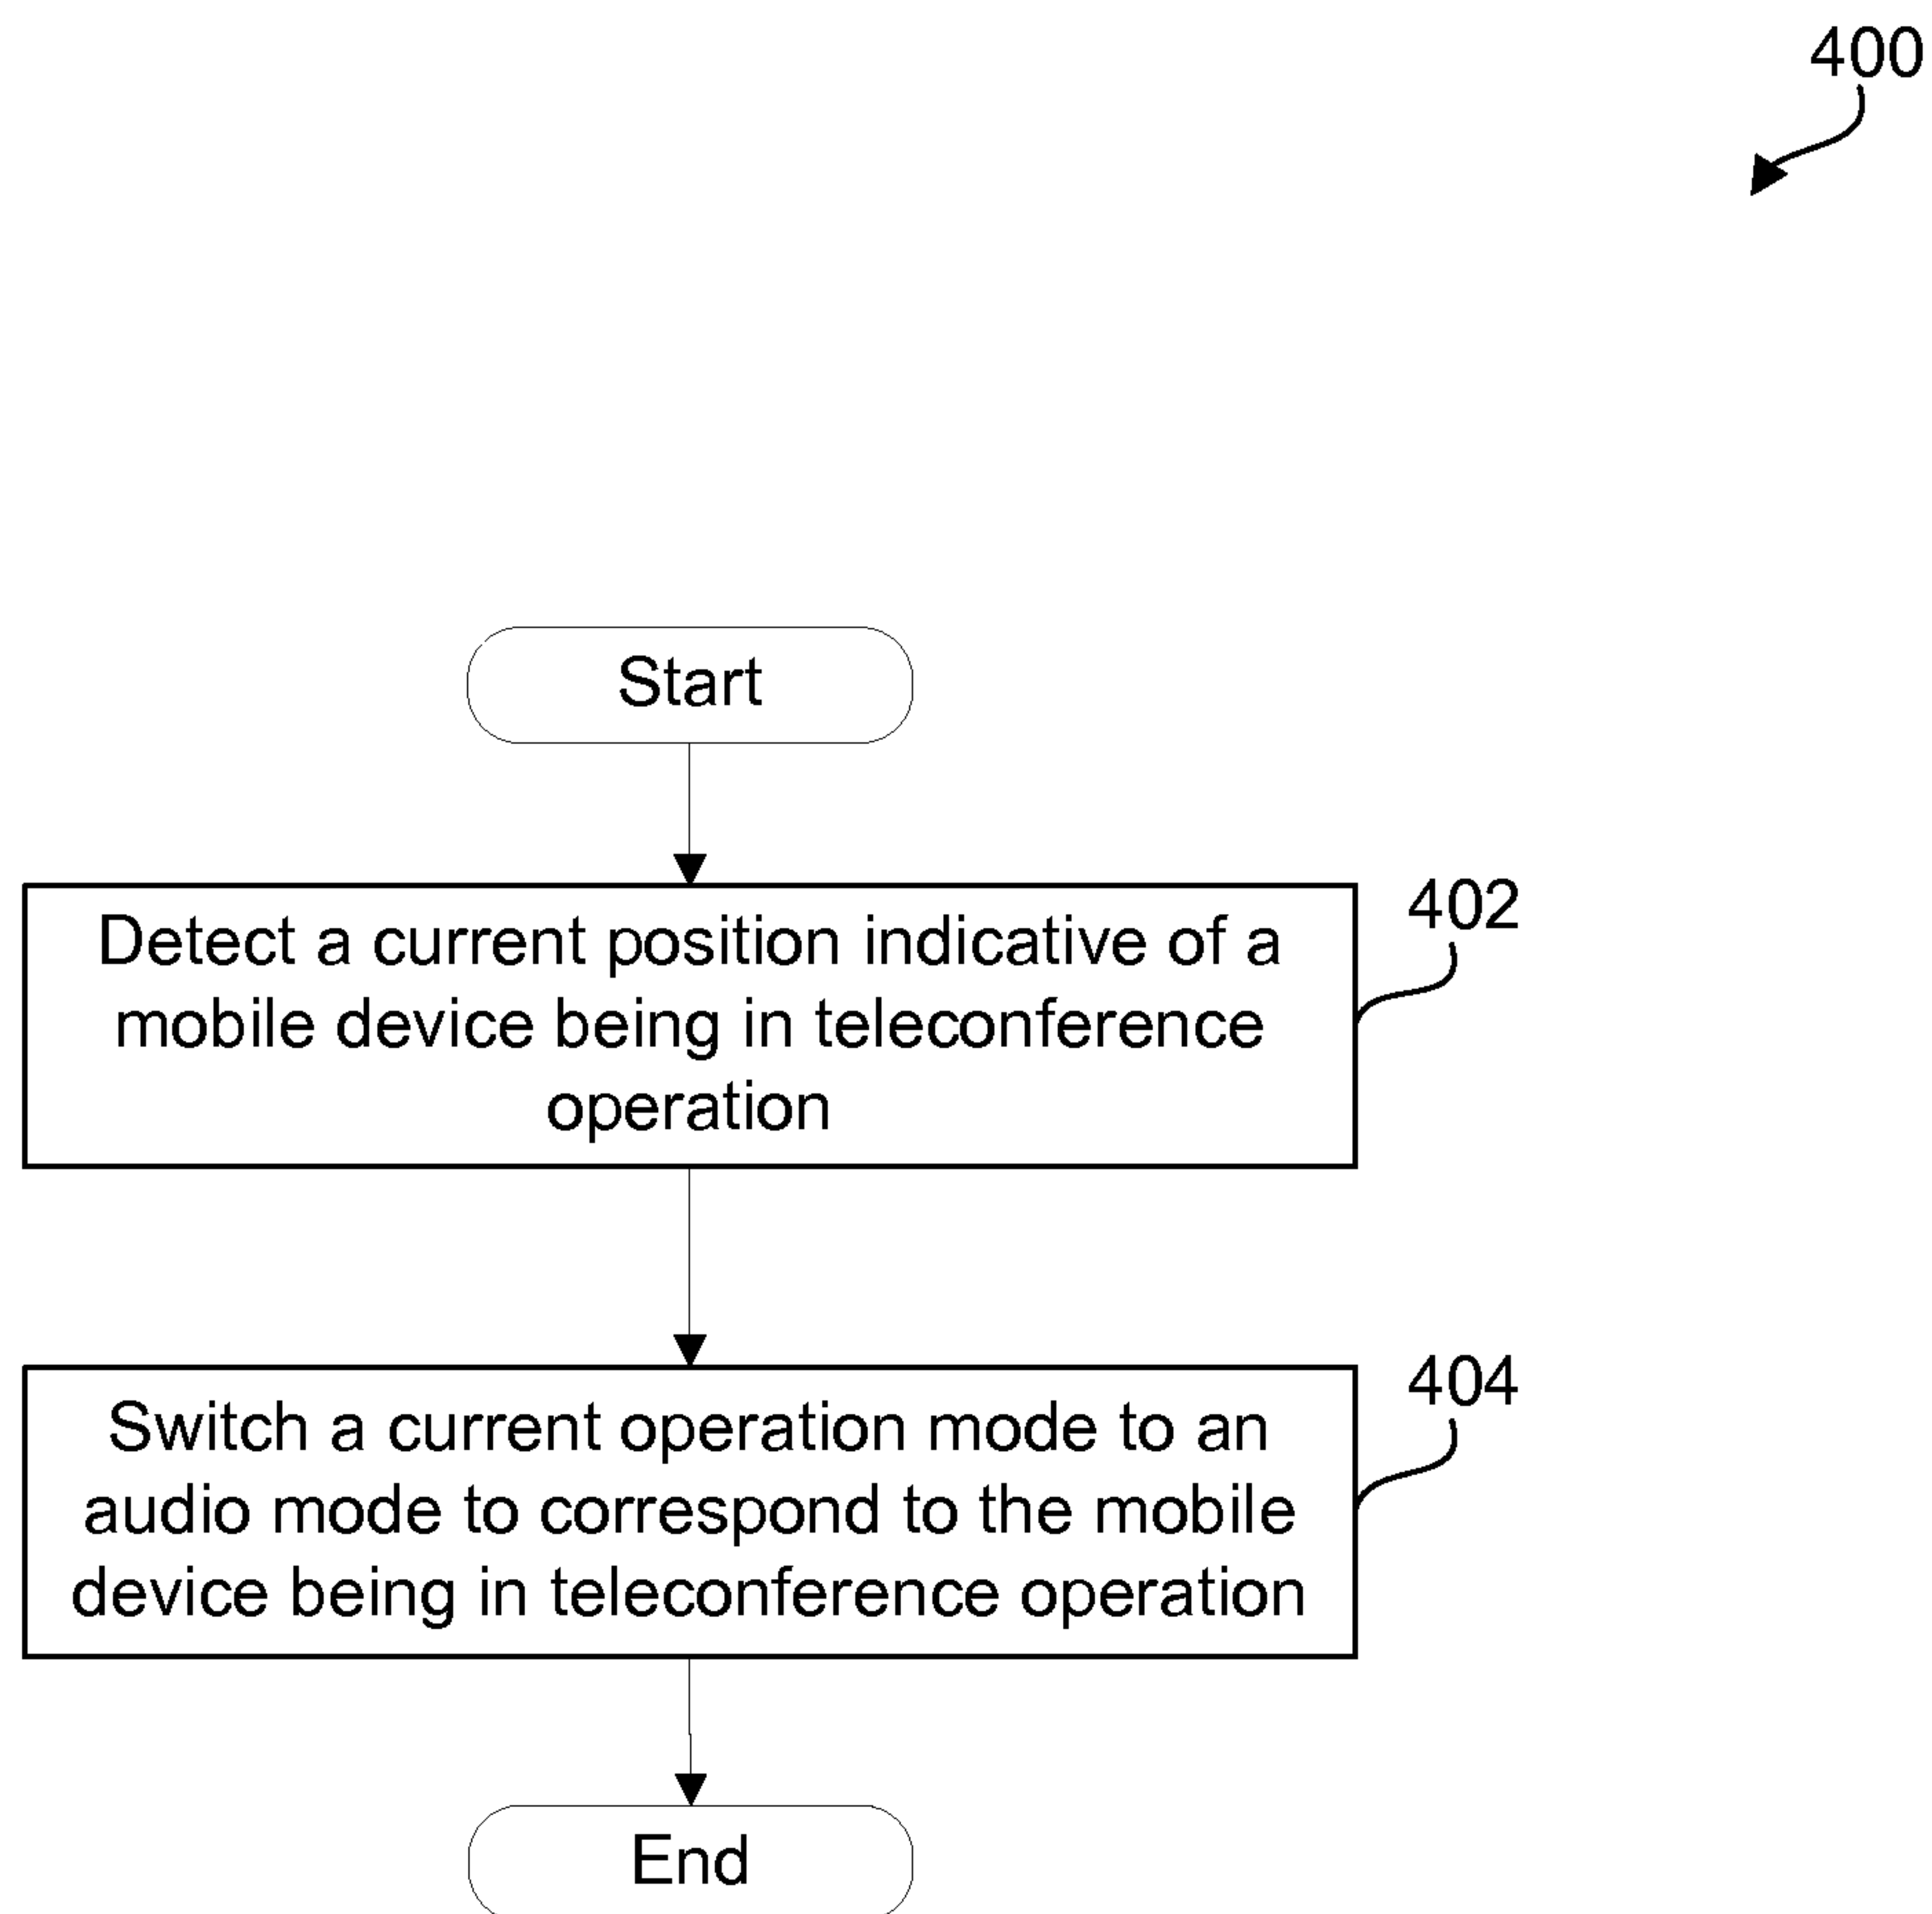 400
Start
Detect a current position indicative of a
mobile device being in teleconference
operation
402
Switch a current operation mode to an
audio mode to correspond to the mobile
device being in teleconference operation
404
End